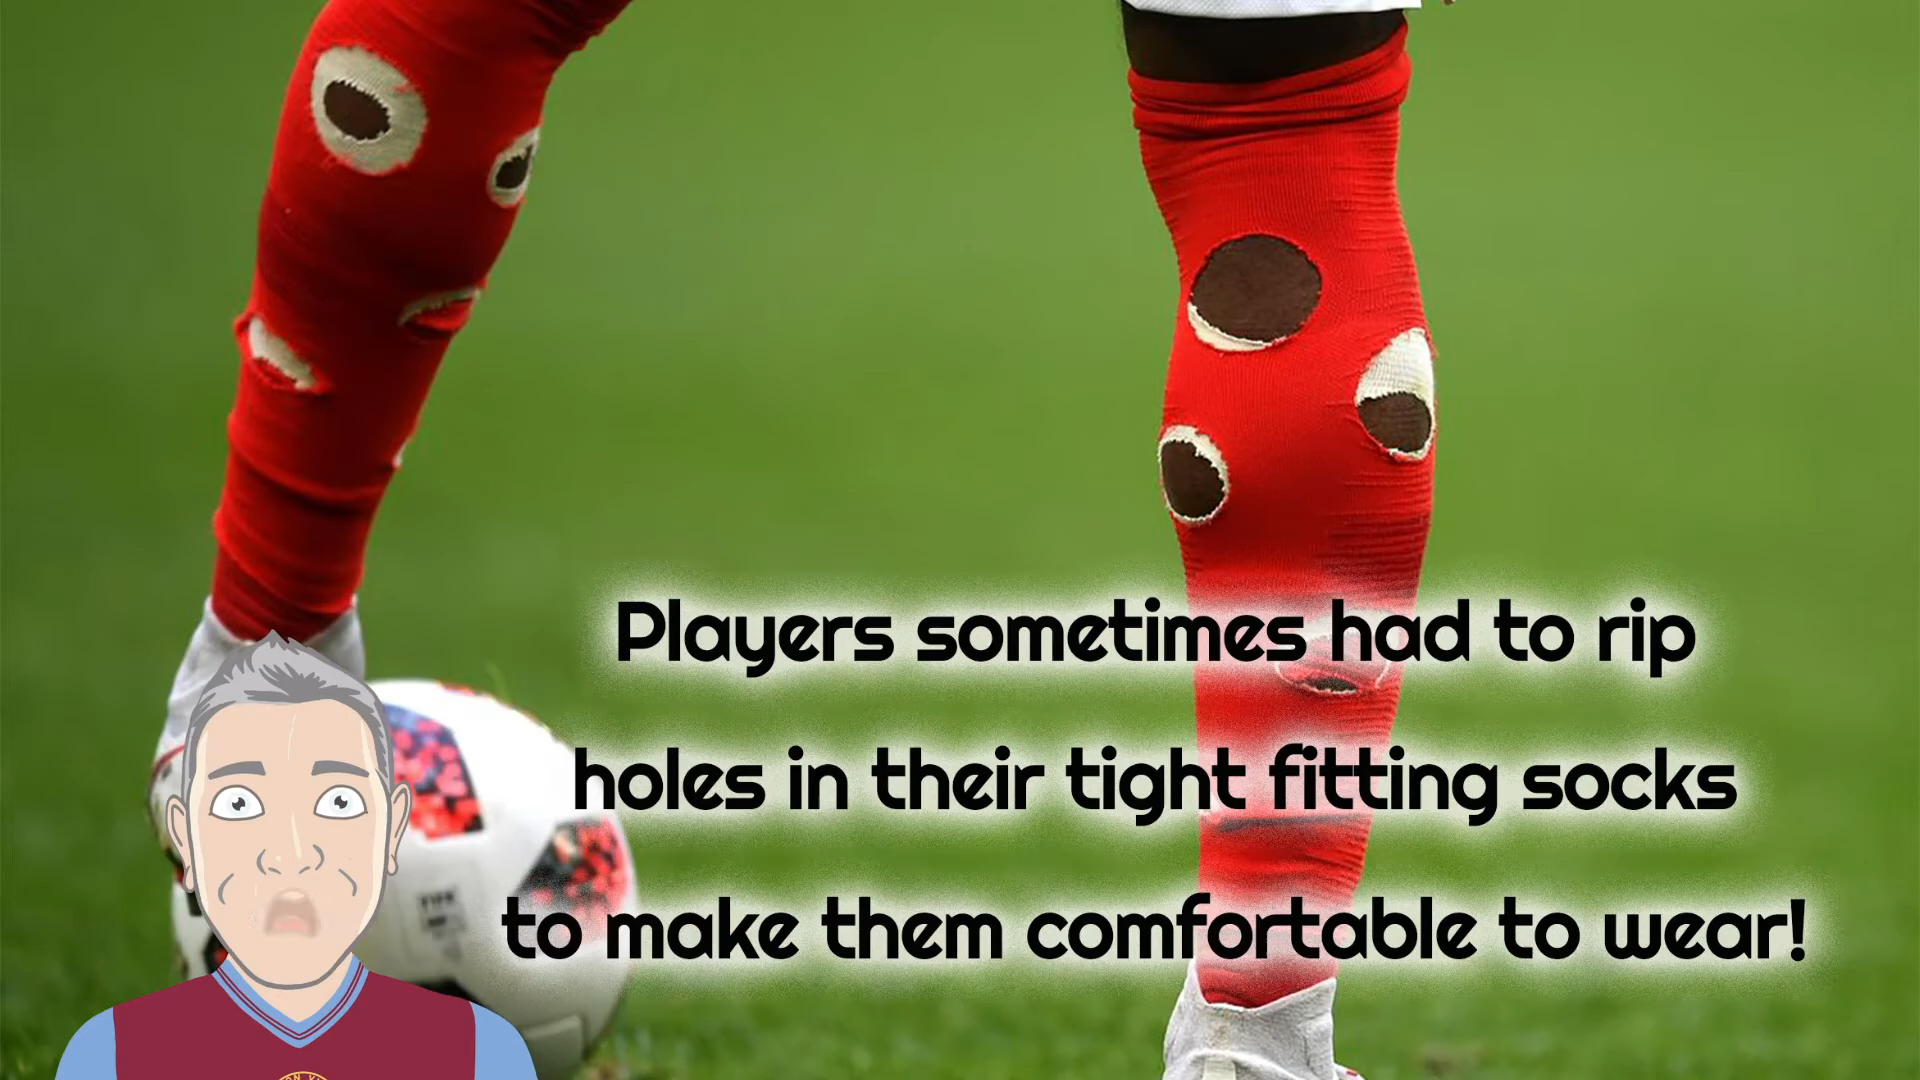 Players sometimes had to rip
holes in their tight fitting socks
to make them comfortable to wear!